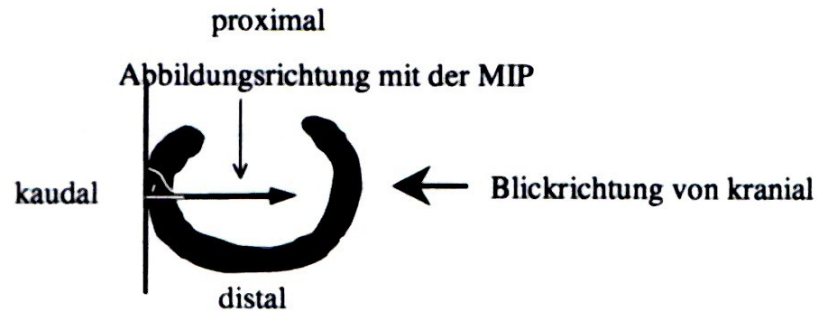 proximal
Abbildungsrichtung mit der MIP
kaudal
Blickrichtung von kranial
distal